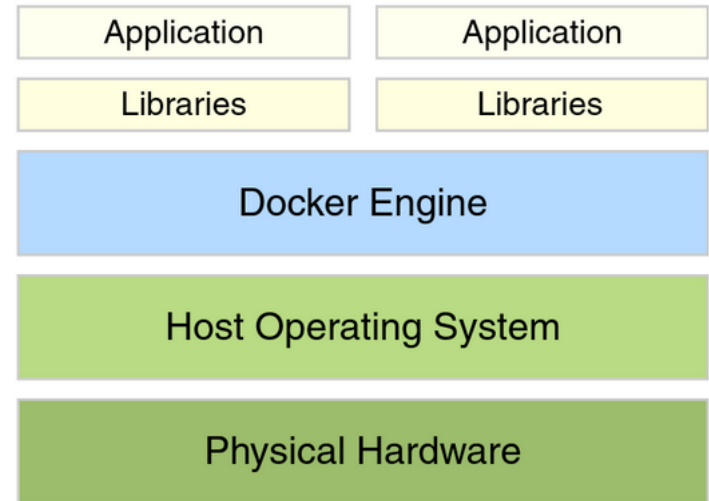 Application Application
Libraries Libraries
Docker Engine
Host Operating System
Physical Hardware